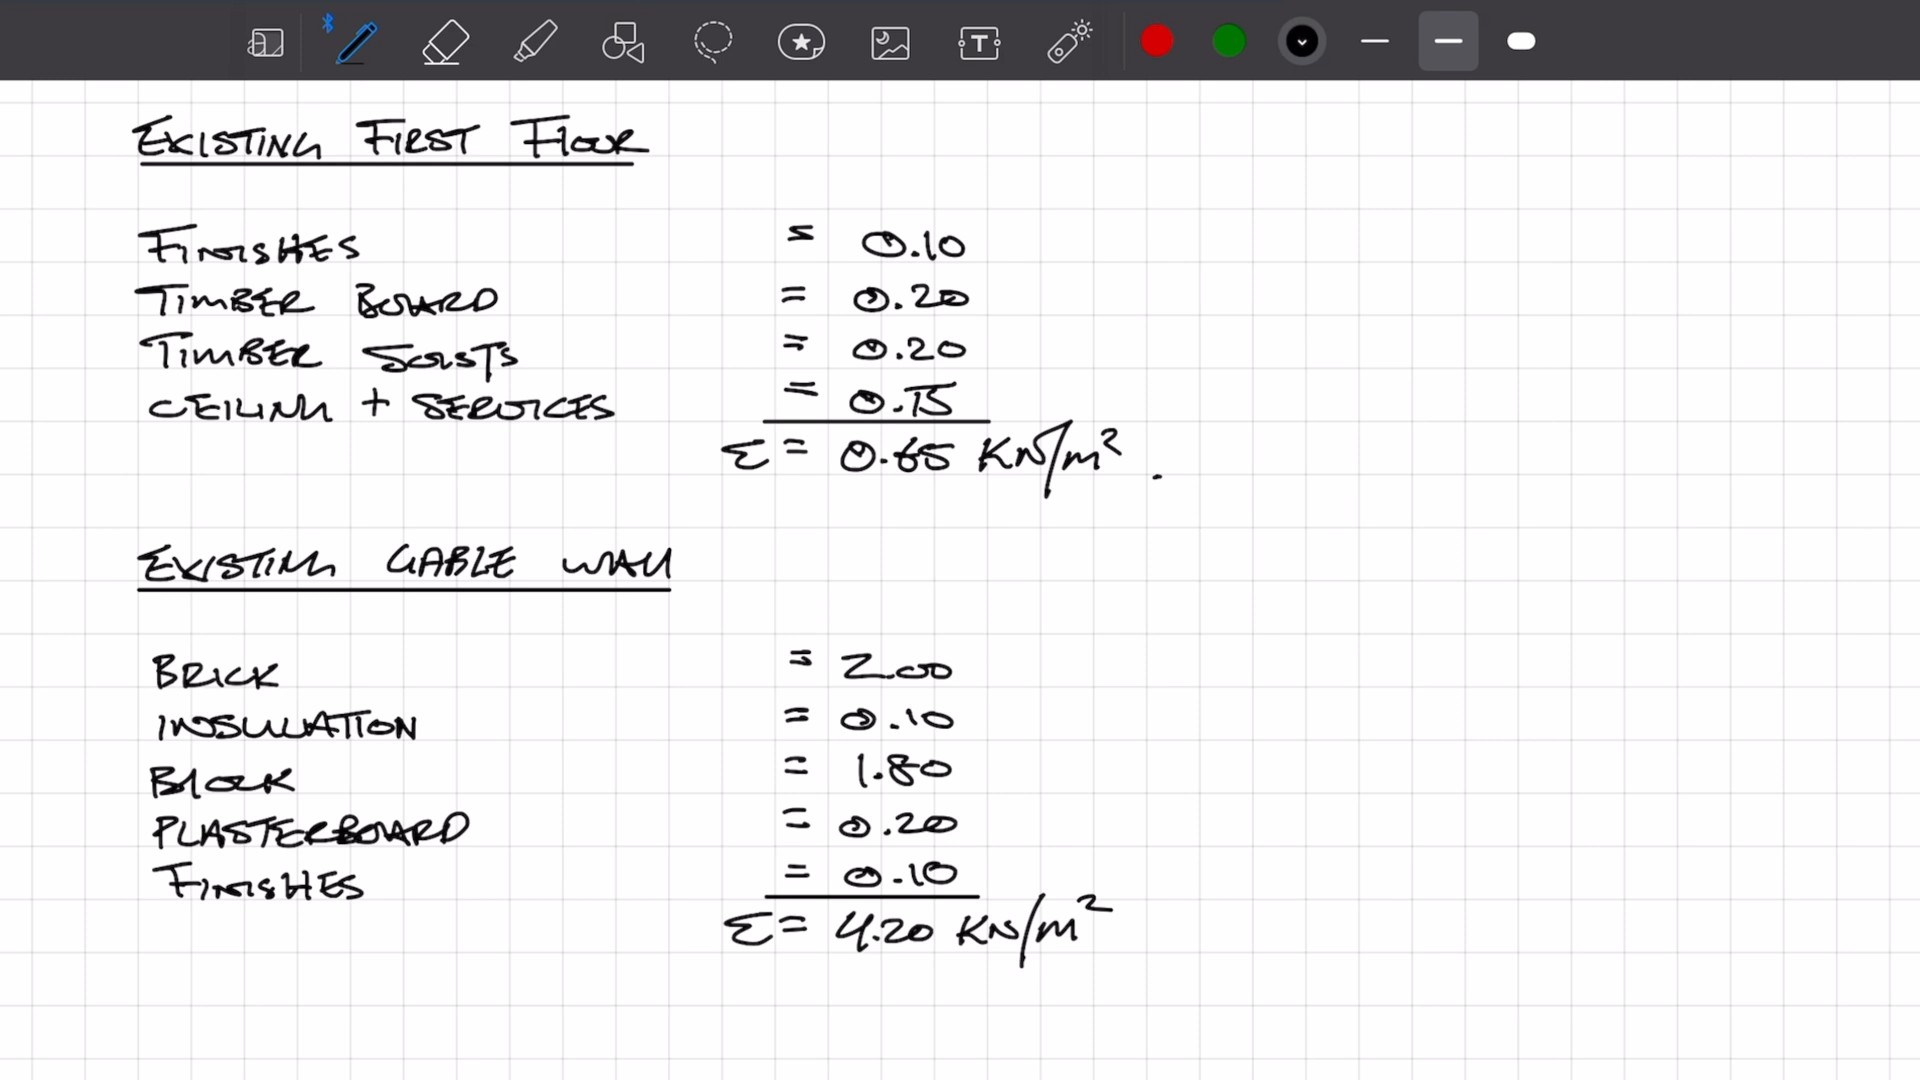 EXISTING FIRST FLOOR
FINISHES = 0.10
TIMBER BOARD = 0.20
TIMBER JOISTS = 0.20
CEILING + SERVICES = 0.15
Σ = 0.65 KN/m²
EXISTING GABLE WALL
BRICK = 2.00
INSULATION = 0.10
BLOCK = 1.80
PLASTERBOARD = 0.20
FINISHES = 0.10
Σ = 4.20 KN/m²